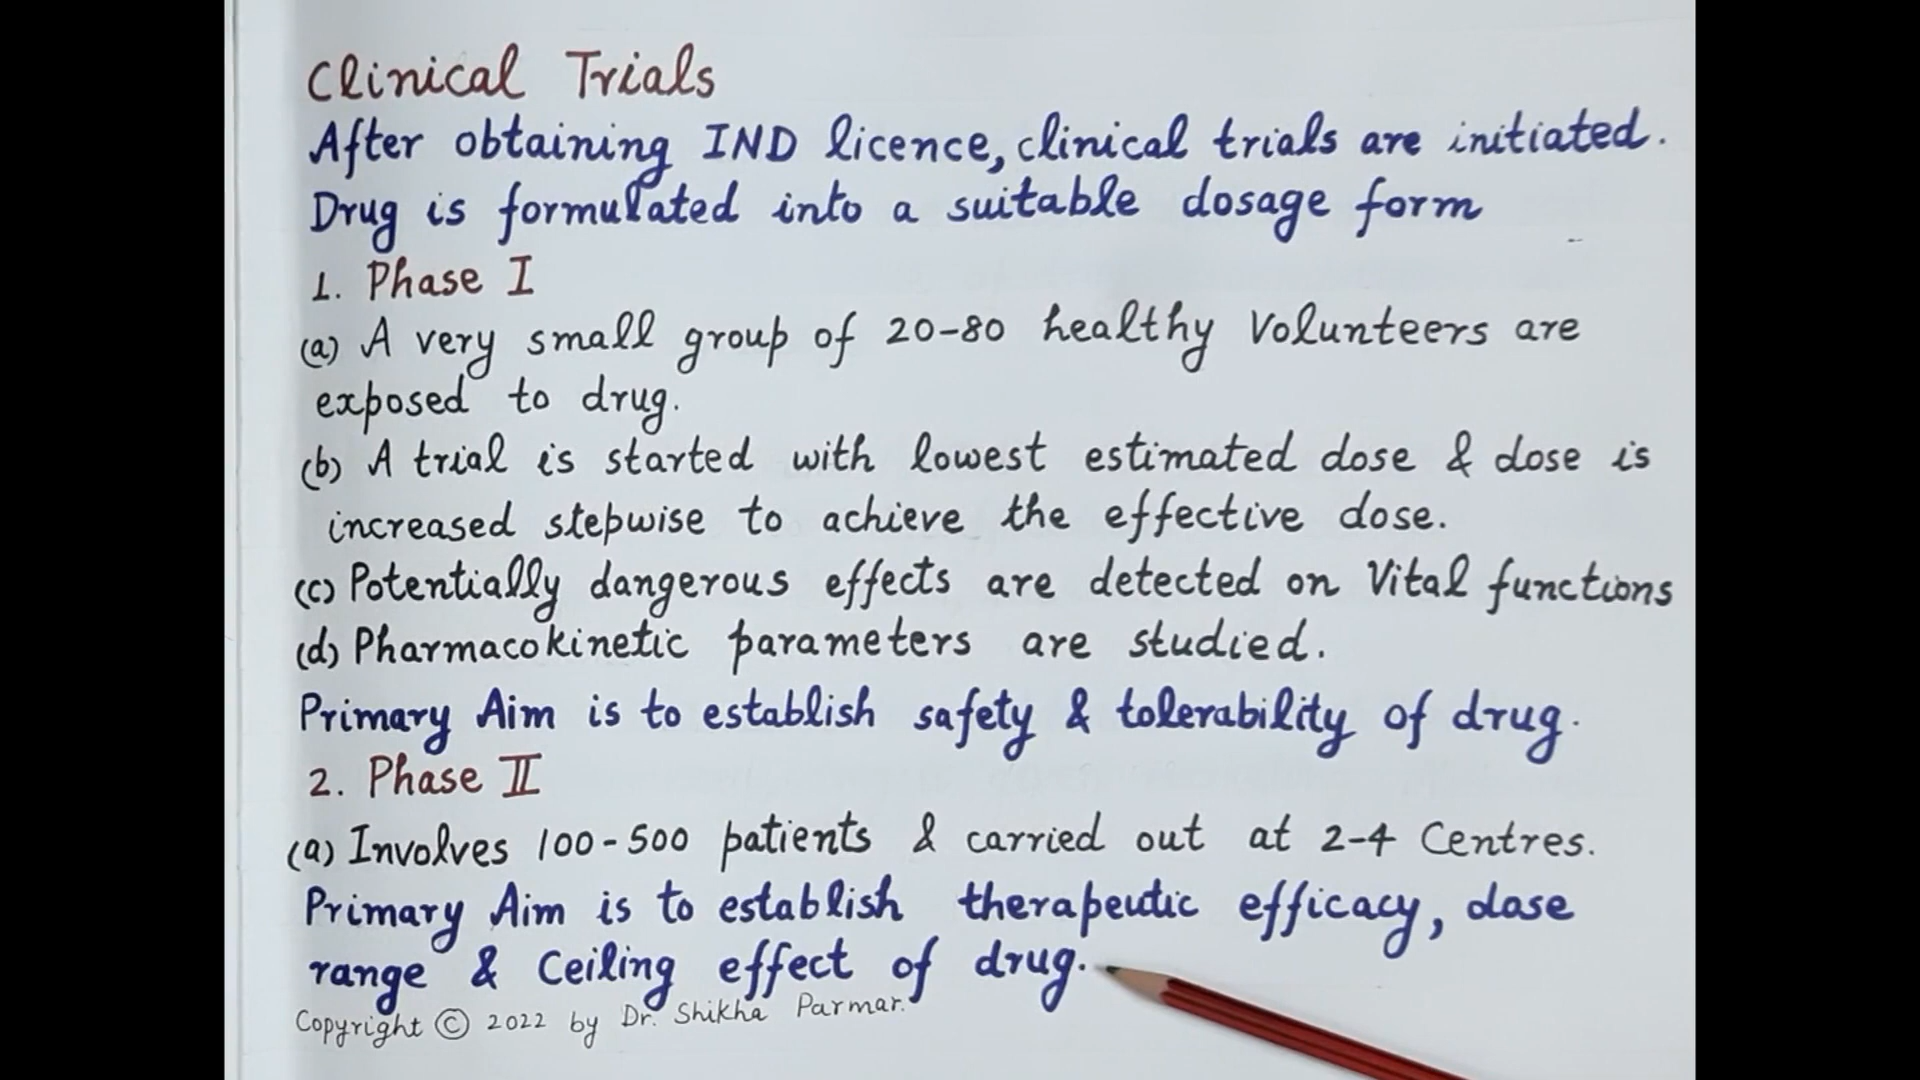 Clinical Trials
After obtaining IND licence, clinical trials are initiated.
Drug is formulated into a suitable dosage form
1. Phase I
(a) A very small group of 20-80 healthy Volunteers are
exposed to drug.
(b) A trial is started with lowest estimated dose & dose is
increased stepwise to achieve the effective dose.
(c) Potentially dangerous effects are detected on Vital functions
(d) Pharmacokinetic parameters are studied.
Primary Aim is to establish safety & tolerability of drug.
2. Phase II
(a) Involves 100-500 patients & carried out at 2-4 Centres.
Primary Aim is to establish therapeutic efficacy, dose
range & Ceiling effect of drug.
Copyright © 2022 by Dr. Shikha Parmar.